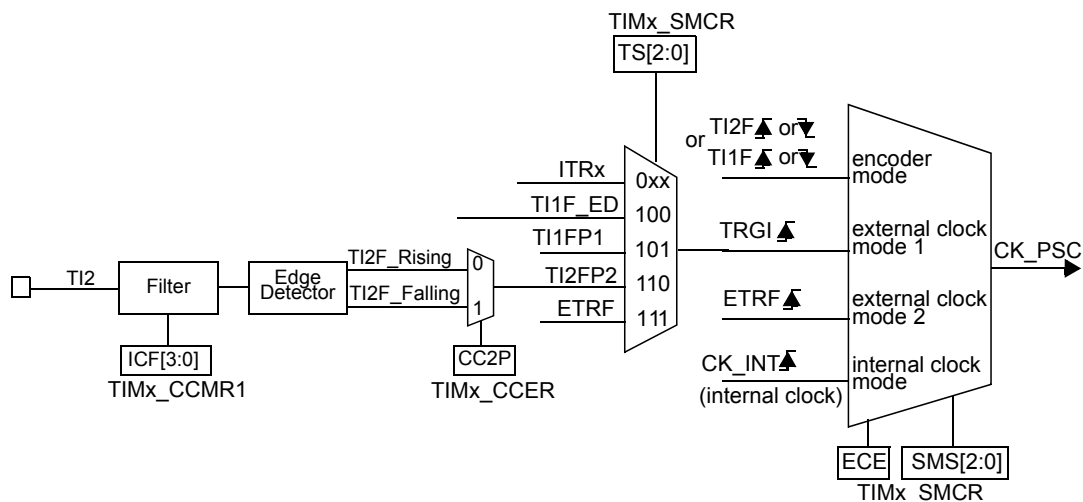 TIMx_SMCR
TS[2:0]
or TI2F or
TI1F or
encoder
mode
ITRx
0xx
TI1F_ED
100
TI1FP1
101
TRGI
external clock
mode 1
CK_PSC
TI2
Filter
Edge
Detector
TI2F_Rising
TI2F_Falling
0
1
TI2FP2
110
ETRF
111
ETRF
external clock
mode 2
ICF[3:0]
TIMx_CCMR1
CC2P
TIMx_CCER
CK_INT
(internal clock)
internal clock
mode
ECE
SMS[2:0]
TIMx_SMCR